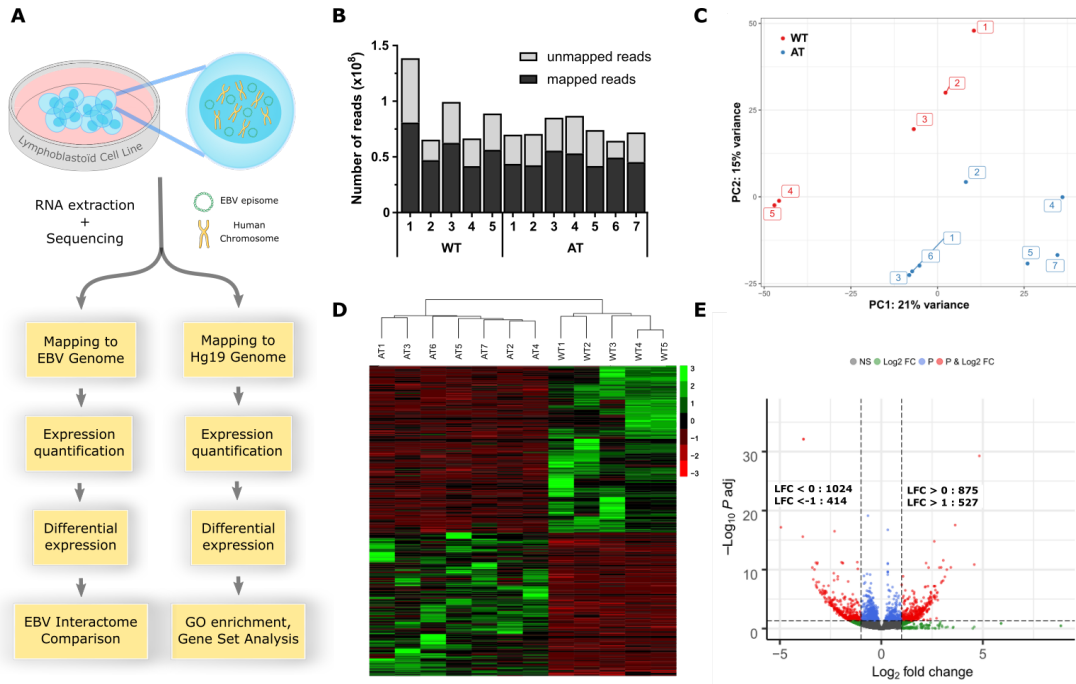 A
Lymphoblastoïd Cell Line
RNA extraction
+
Sequencing
EBV episome
Human
Chromosome
Mapping to
EBV Genome
Mapping to
Hg19 Genome
Expression
quantification
Expression
quantification
Differential
expression
Differential
expression
EBV Interactome
Comparison
GO enrichment,
Gene Set Analysis
B
Number of reads (x10⁸)
1.5
1
0.5
0
unmapped reads
mapped reads
1 2 3 4 5 1 2 3 4 5 6 7
WT AT
C
WT
AT
PC2: 15% variance
50
25
0
-25
1
2
3
2
4
4
5
1
6
5
3
7
-50 -25 0 25
PC1: 21% variance
D
AT1 AT3 AT6 AT5 AT7 AT2 AT4 WT1 WT2 WT3 WT4 WT5
3
2
1
0
−1
−2
−3
E
NS Log2 FC P P & Log2 FC
−Log₁₀ P adj
30
20
10
0
LFC < 0 : 1024
LFC <-1 : 414
LFC > 0 : 875
LFC > 1 : 527
−5 0 5
Log₂ fold change